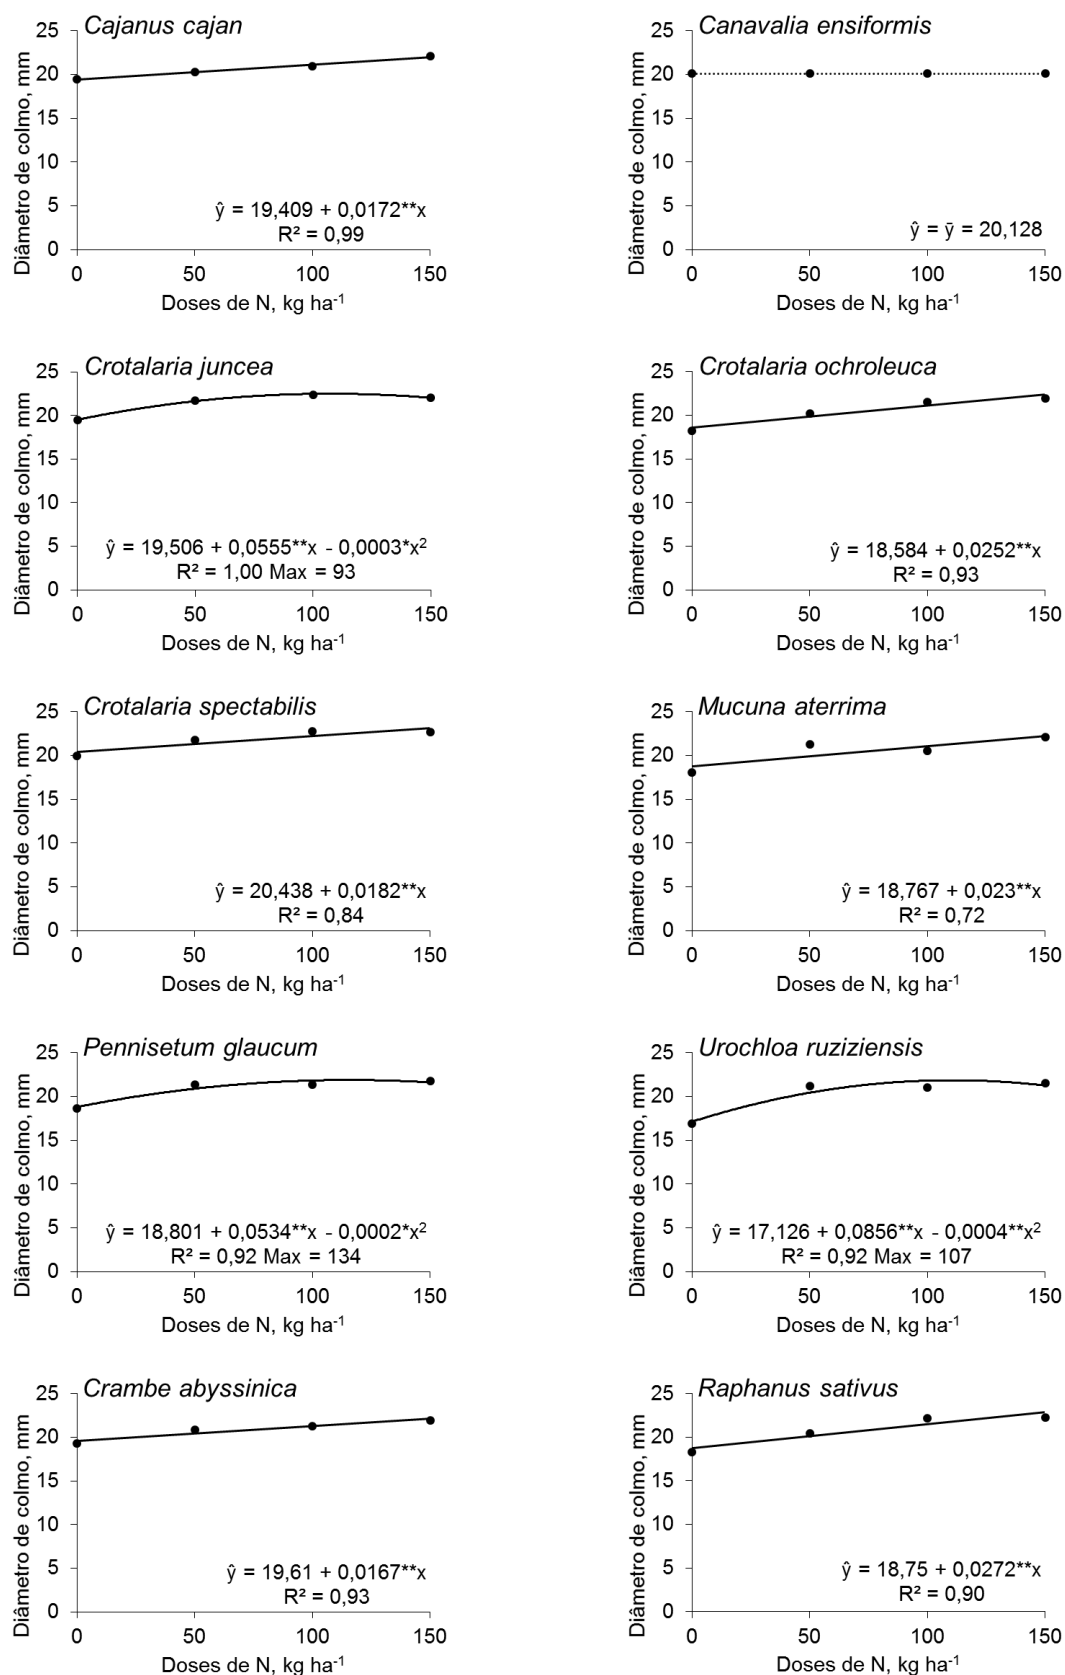 Cajanus cajan
Diâmetro de colmo, mm
25
20
15
10
5
0
ŷ = 19,409 + 0,0172**x
R² = 0,99
0 50 100 150
Doses de N, kg ha⁻¹
Canavalia ensiformis
Diâmetro de colmo, mm
25
20
15
10
5
0
ŷ = ȳ = 20,128
0 50 100 150
Doses de N, kg ha⁻¹
Crotalaria juncea
Diâmetro de colmo, mm
25
20
15
10
5
0
ŷ = 19,506 + 0,0555**x - 0,0003*x²
R² = 1,00 Max = 93
0 50 100 150
Doses de N, kg ha⁻¹
Crotalaria ochroleuca
Diâmetro de colmo, mm
25
20
15
10
5
0
ŷ = 18,584 + 0,0252**x
R² = 0,93
0 50 100 150
Doses de N, kg ha⁻¹
Crotalaria spectabilis
Diâmetro de colmo, mm
25
20
15
10
5
0
ŷ = 20,438 + 0,0182**x
R² = 0,84
0 50 100 150
Doses de N, kg ha⁻¹
Mucuna aterrima
Diâmetro de colmo, mm
25
20
15
10
5
0
ŷ = 18,767 + 0,023**x
R² = 0,72
0 50 100 150
Doses de N, kg ha⁻¹
Pennisetum glaucum
Diâmetro de colmo, mm
25
20
15
10
5
0
ŷ = 18,801 + 0,0534**x - 0,0002*x²
R² = 0,92 Max = 134
0 50 100 150
Doses de N, kg ha⁻¹
Urochloa ruziziensis
Diâmetro de colmo, mm
25
20
15
10
5
0
ŷ = 17,126 + 0,0856**x - 0,0004**x²
R² = 0,92 Max = 107
0 50 100 150
Doses de N, kg ha⁻¹
Crambe abyssinica
Diâmetro de colmo, mm
25
20
15
10
5
0
ŷ = 19,61 + 0,0167**x
R² = 0,93
0 50 100 150
Doses de N, kg ha⁻¹
Raphanus sativus
Diâmetro de colmo, mm
25
20
15
10
5
0
ŷ = 18,75 + 0,0272**x
R² = 0,90
0 50 100 150
Doses de N, kg ha⁻¹